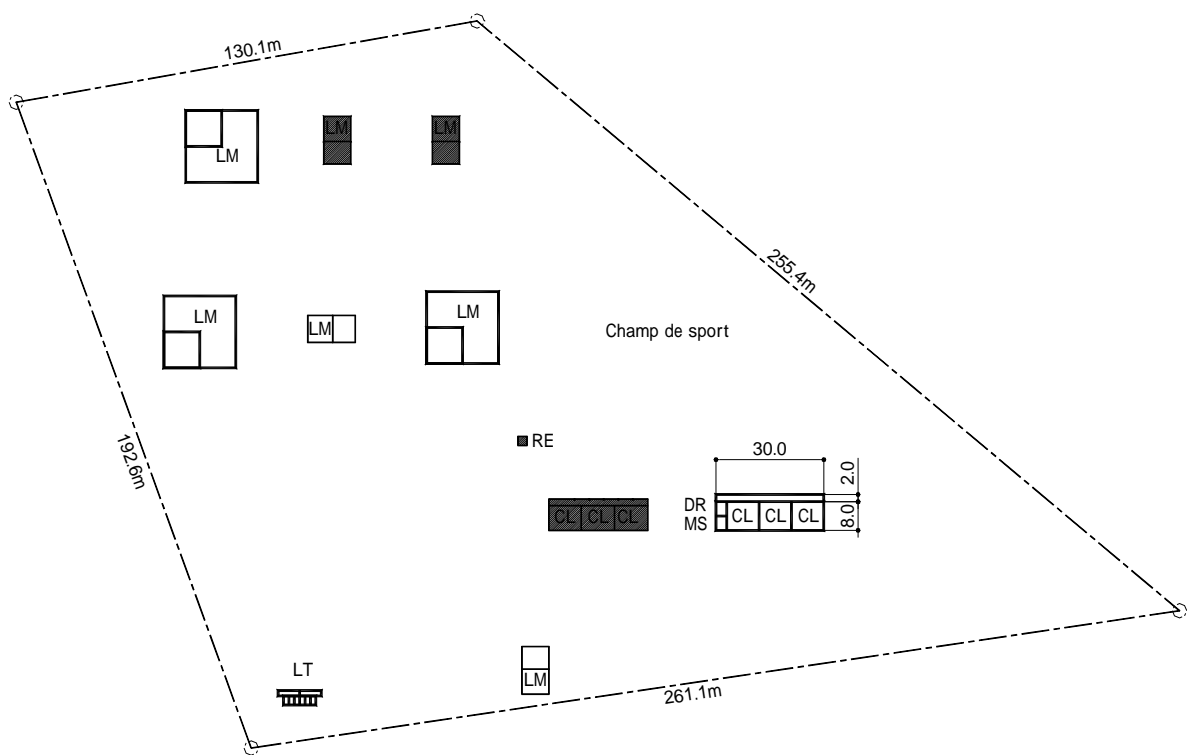 130.1m
LM
LM
LM
255.4m
LM
LM
LM
Champ de sport
192.6m
RE
30.0
2.0
DR
MS
CL
CL
CL
CL
CL
CL
8.0
LT
LM
261.1m